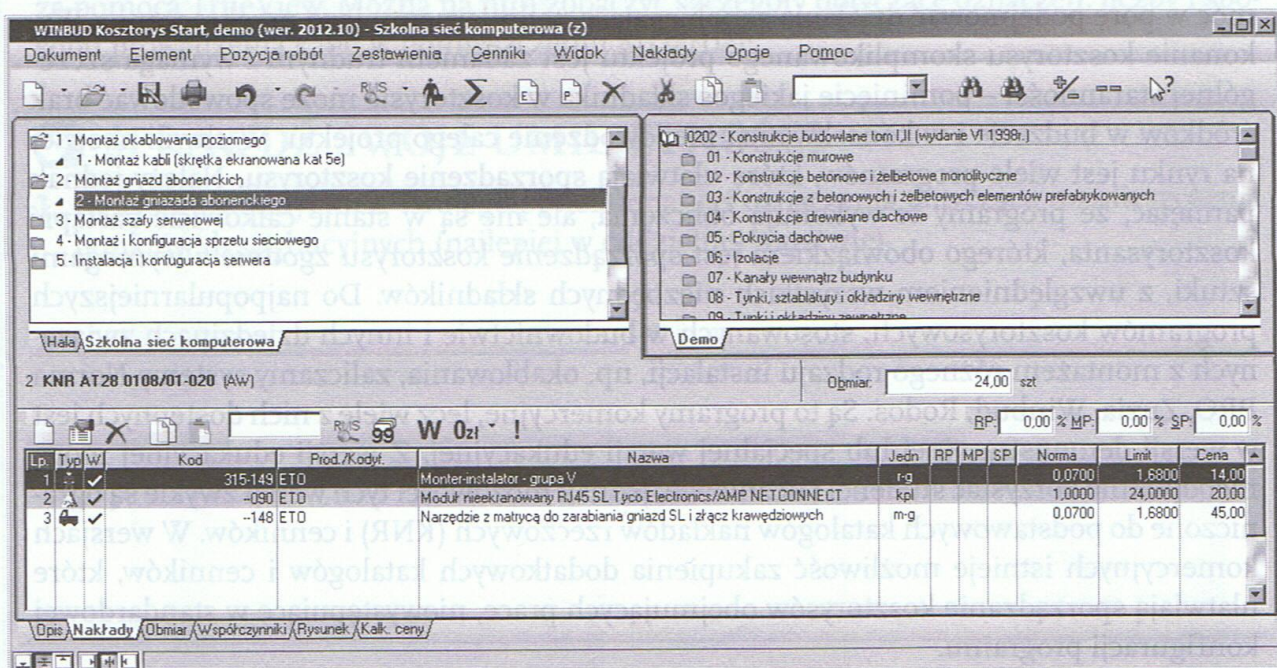 WINBUD Kosztorys Start, demo (wer. 2012.10) - Szkolna sieć komputerowa (z)
Dokument Element Pozycja robót Zestawienia Cenniki Widok Nakłady Opcje Pomoc
1 - Montaż okablowania poziomego
1 - Montaż kabli (skrętka ekranowana kat 5e)
2 - Montaż gniazd abonenckich
2 - Montaż gniazada abonenckiego
3 - Montaż szafy serwerowej
4 - Montaż i konfiguracja sprzetu sieciowego
5 - Instalacja i konfuguracja serwera
Hala Szkolna sieć komputerowa
0202 - Konstrukcje budowlane tom I,II (wydanie VI 1998r.)
01 - Konstrukcje murowe
02 - Konstrukcje betonowe i żelbetowe monolityczne
03 - Konstrukcje z betonowych i żelbetowych elementów prefabrykowanych
04 - Konstrukcje drewniane dachowe
05 - Pokrycia dachowe
06 - Izolacje
07 - Kanały wewnątrz budynku
08 - Tynki, sztablatury i okładziny wewnętrzne
09 - Tynki i okładziny zewnętrzne
Demo
2 KNR AT28 0108/01-020 (AW)
Obmiar: 24,00 szt
RP: 0,00 % MP: 0,00 % SP: 0,00 %
99 W 0zł !
Lp. Typ W Kod Prod./Kodyf. Nazwa Jedn RP MP SP Norma Limit Cena
1 315-149 ETO Monter-instalator - grupa V r-g 0,0700 1,6800 14,00
2 --090 ETO Moduł nieekranowany RJ45 SL Tyco Electronics/AMP NETCONNECT kpl 1,0000 24,0000 20,00
3 --148 ETO Narzędzie z matrycą do zarabiania gniazd SL i złącz krawędziowych m-g 0,0700 1,6800 45,00
Opis Nakłady Obmiar Współczynniki Rysunek Kalk. ceny